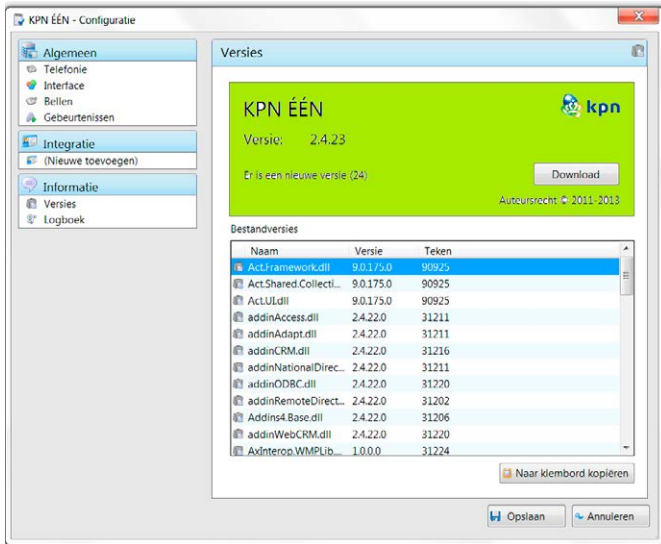 KPN ÉÉN - Configuratie
Algemeen
Telefonie
Interface
Bellen
Gebeurtenissen
Integratie
(Nieuwe toevoegen)
Informatie
Versies
Logboek
Versies
KPN ÉÉN
kpn
Versie: 2.4.23
Er is een nieuwe versie (24)
Download
Auteursrecht © 2011-2013
Bestandversies
Naam Versie Teken
Act.Framework.dll 9.0.175.0 90925
Act.Shared.Collecti... 9.0.175.0 90925
Act.UI.dll 9.0.175.0 90925
addinAccess.dll 2.4.22.0 31211
addinAdapt.dll 2.4.22.0 31211
addinCRM.dll 2.4.22.0 31216
addinNationalDirec... 2.4.22.0 31211
addinODBC.dll 2.4.22.0 31220
addinRemoteDirect... 2.4.22.0 31202
Addins4.Base.dll 2.4.22.0 31206
addinWebCRM.dll 2.4.22.0 31220
AxInterop.WMPLib.... 1.0.0.0 31224
Naar klembord kopiëren
Opslaan
Annuleren